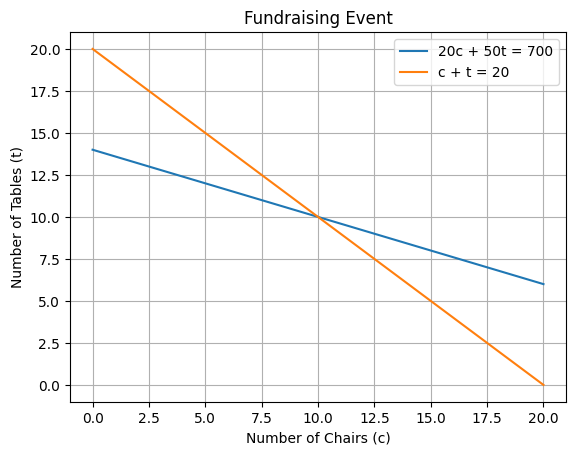 Fundraising Event
20c + 50t = 700
c + t = 20
20.0
17.5
15.0
12.5
10.0
7.5
5.0
2.5
0.0
Number of Tables (t)
0.0 2.5 5.0 7.5 10.0 12.5 15.0 17.5 20.0
Number of Chairs (c)